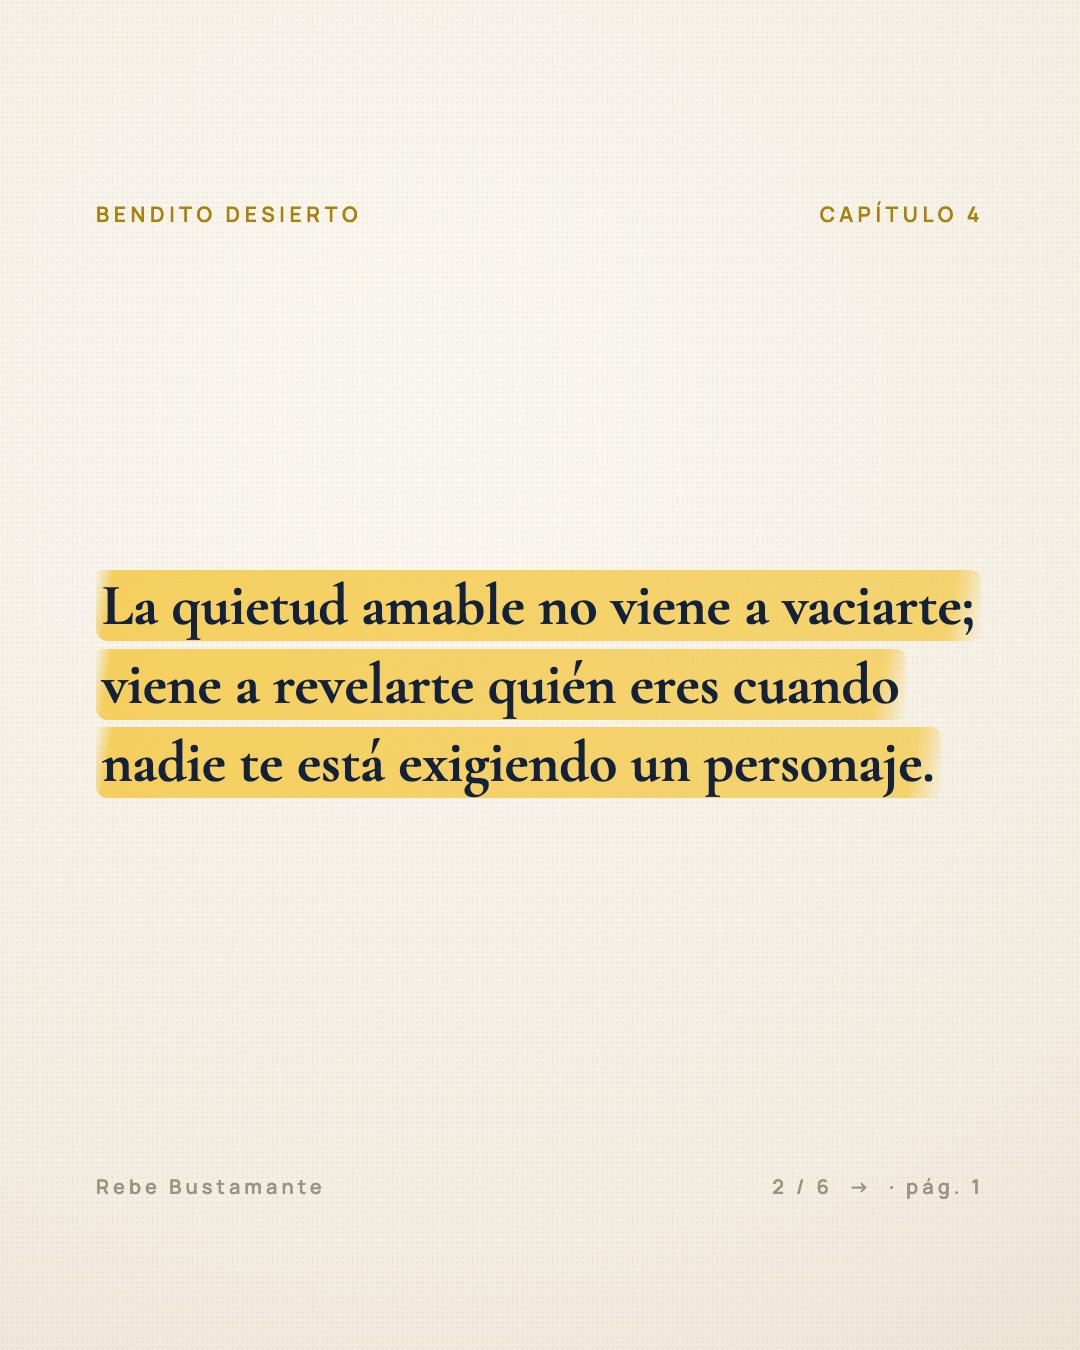 BENDITO DESIERTO
CAPÍTULO 4
La quietud amable no viene a vaciarte;
viene a revelarte quién eres cuando
nadie te está exigiendo un personaje.
Rebe Bustamante
2 / 6 → · pág. 1